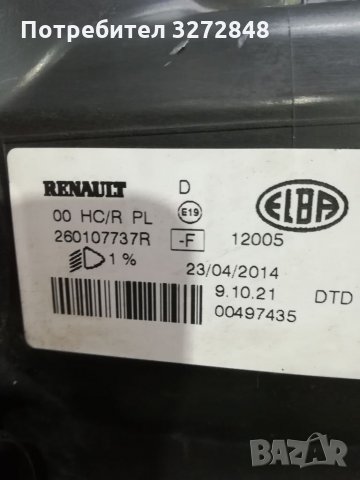 Потребител 3272848
RENAULT D
00 HC/R PL E19 ELBA
260107737R -F 12005
1%
23/04/2014
9.10.21 DTD
00497435
BAZAR